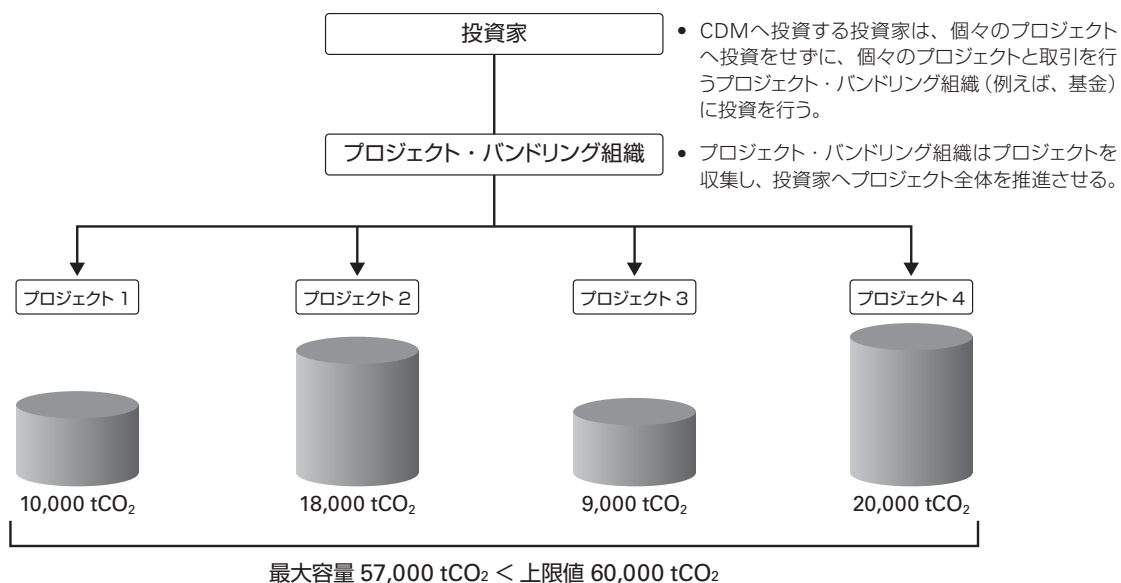 投資家
• CDMへ投資する投資家は、個々のプロジェクト
へ投資をせずに、個々のプロジェクトと取引を行
うプロジェクト・バンドリング組織（例えば、基金）
に投資を行う。
プロジェクト・バンドリング組織
• プロジェクト・バンドリング組織はプロジェクトを
収集し、投資家へプロジェクト全体を推進させる。
プロジェクト 1
プロジェクト 2
プロジェクト 3
プロジェクト 4
10,000 tCO₂
18,000 tCO₂
9,000 tCO₂
20,000 tCO₂
最大容量 57,000 tCO₂ < 上限値 60,000 tCO₂